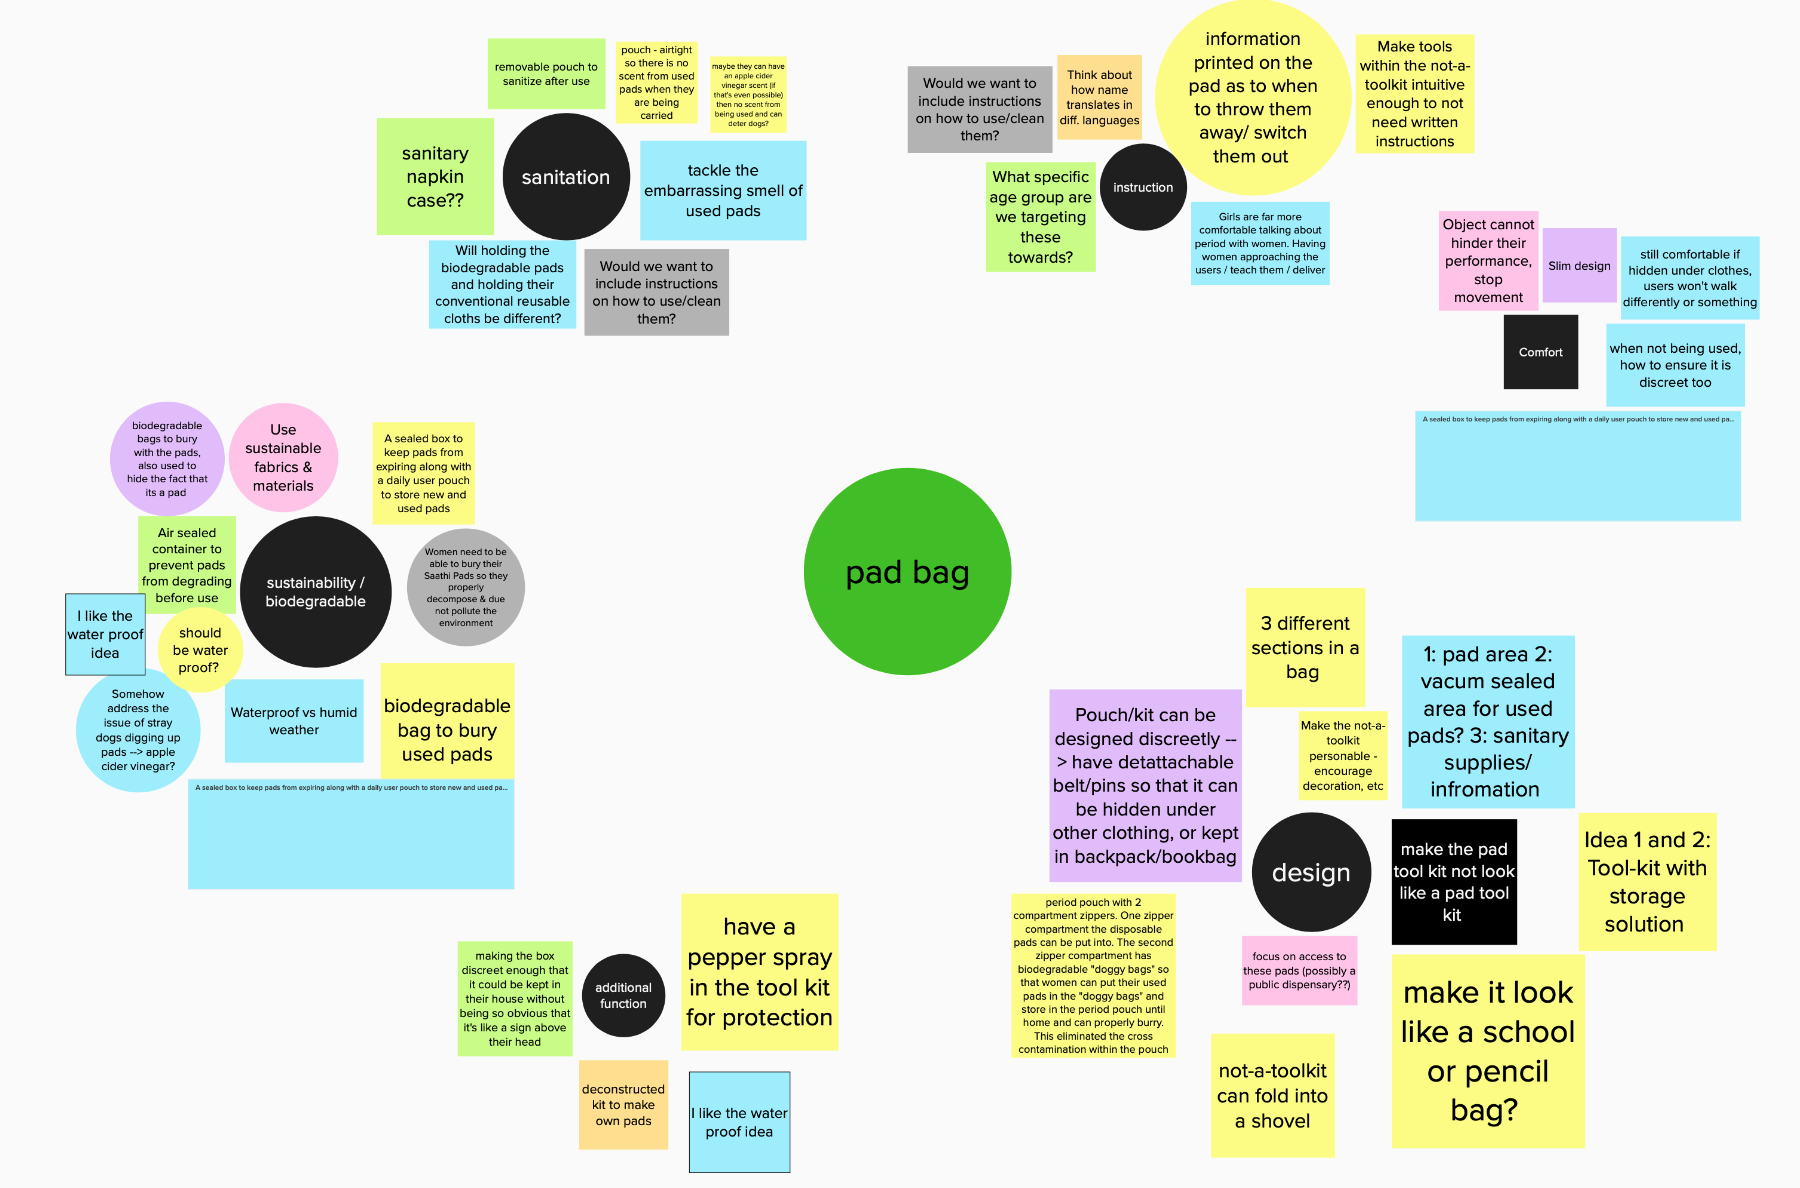 removable pouch to
sanitize after use
pouch - airtight
so there is no
scent from used
pads when they
are being
carried
maybe they can have
an apple cider
vinegar scent (if
that's even possible)
then no scent from
being used and can
deter dogs?
sanitary
napkin
case??
sanitation
tackle the
embarrassing smell of
used pads
Will holding the
biodegradable pads
and holding their
conventional reusable
cloths be different?
Would we want to
include instructions
on how to use/clean
them?
Would we want to
include instructions
on how to use/clean
them?
Think about
how name
translates in
diff. languages
information
printed on the
pad as to when
to throw them
away/ switch
them out
Make tools
within the not-a-
toolkit intuitive
enough to not
need written
instructions
What specific
age group are
we targeting
these
towards?
instruction
Girls are far more
comfortable talking about
period with women. Having
women approaching the
users / teach them / deliver
Object cannot
hinder their
performance,
stop
movement
Slim design
still comfortable if
hidden under clothes,
users won't walk
differently or something
Comfort
when not being used,
how to ensure it is
discreet too
A sealed box to keep pads from expiring along with a daily user pouch to store new and used pa...
biodegradable
bags to bury
with the pads,
also used to
hide the fact that
its a pad
Use
sustainable
fabrics &
materials
A sealed box to
keep pads from
expiring along with
a daily user pouch
to store new and
used pads
Air sealed
container to
prevent pads
from degrading
before use
sustainability /
biodegradable
Women need to be
able to bury their
Saathi Pads so they
properly
decompose & due
not pollute the
environment
I like the
water proof
idea
should
be water
proof?
Somehow
address the
issue of stray
dogs digging up
pads --> apple
cider vinegar?
Waterproof vs humid
weather
biodegradable
bag to bury
used pads
A sealed box to keep pads from expiring along with a daily user pouch to store new and used pa...
pad bag
3 different
sections in a
bag
1: pad area 2:
vacum sealed
area for used
pads? 3: sanitary
supplies/
infromation
Pouch/kit can be
designed discreetly --
> have detattachable
belt/pins so that it can
be hidden under
other clothing, or kept
in backpack/bookbag
Make the not-a-
toolkit
personable -
encourage
decoration, etc
design
make the pad
tool kit not look
like a pad tool
kit
Idea 1 and 2:
Tool-kit with
storage
solution
period pouch with 2
compartment zippers. One zipper
compartment the disposable
pads can be put into. The second
zipper compartment has
biodegradable "doggy bags" so
that women can put their used
pads in the "doggy bags" and
store in the period pouch until
home and can properly burry.
This eliminated the cross
contamination within the pouch
focus on access to
these pads (possibly a
public dispensary??)
make it look
like a school
or pencil
bag?
not-a-toolkit
can fold into
a shovel
making the box
discreet enough that
it could be kept in
their house without
being so obvious that
it's like a sign above
their head
additional
function
have a
pepper spray
in the tool kit
for protection
deconstructed
kit to make
own pads
I like the water
proof idea